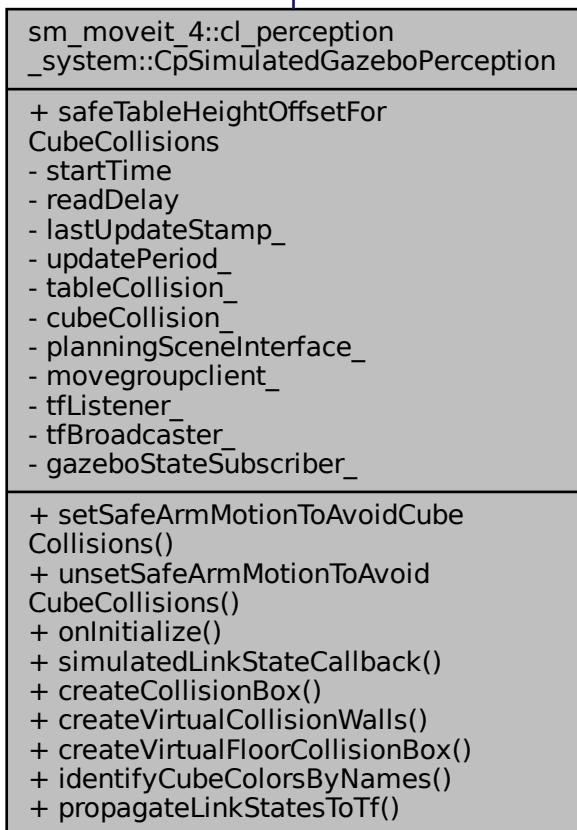 sm_moveit_4::cl_perception
_system::CpSimulatedGazeboPerception
+ safeTableHeightOffsetFor
CubeCollisions
- startTime
- readDelay
- lastUpdateStamp_
- updatePeriod_
- tableCollision_
- cubeCollision_
- planningSceneInterface_
- movegroupclient_
- tfListener_
- tfBroadcaster_
- gazeboStateSubscriber_
+ setSafeArmMotionToAvoidCube
Collisions()
+ unsetSafeArmMotionToAvoid
CubeCollisions()
+ onInitialize()
+ simulatedLinkStateCallback()
+ createCollisionBox()
+ createVirtualCollisionWalls()
+ createVirtualFloorCollisionBox()
+ identifyCubeColorsByNames()
+ propagateLinkStatesToTf()